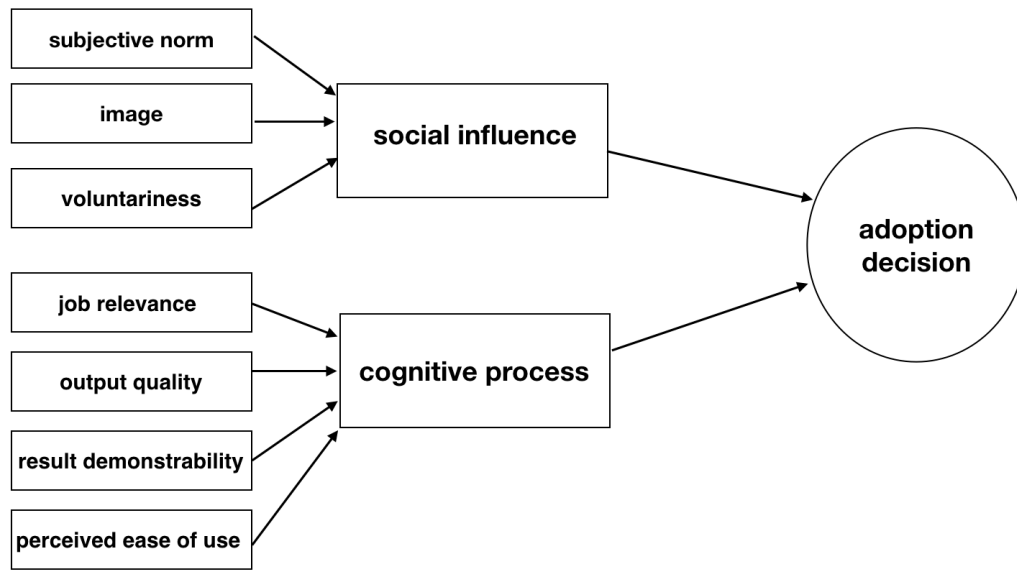 subjective norm
image
voluntariness
social influence
job relevance
output quality
result demonstrability
perceived ease of use
cognitive process
adoption
decision